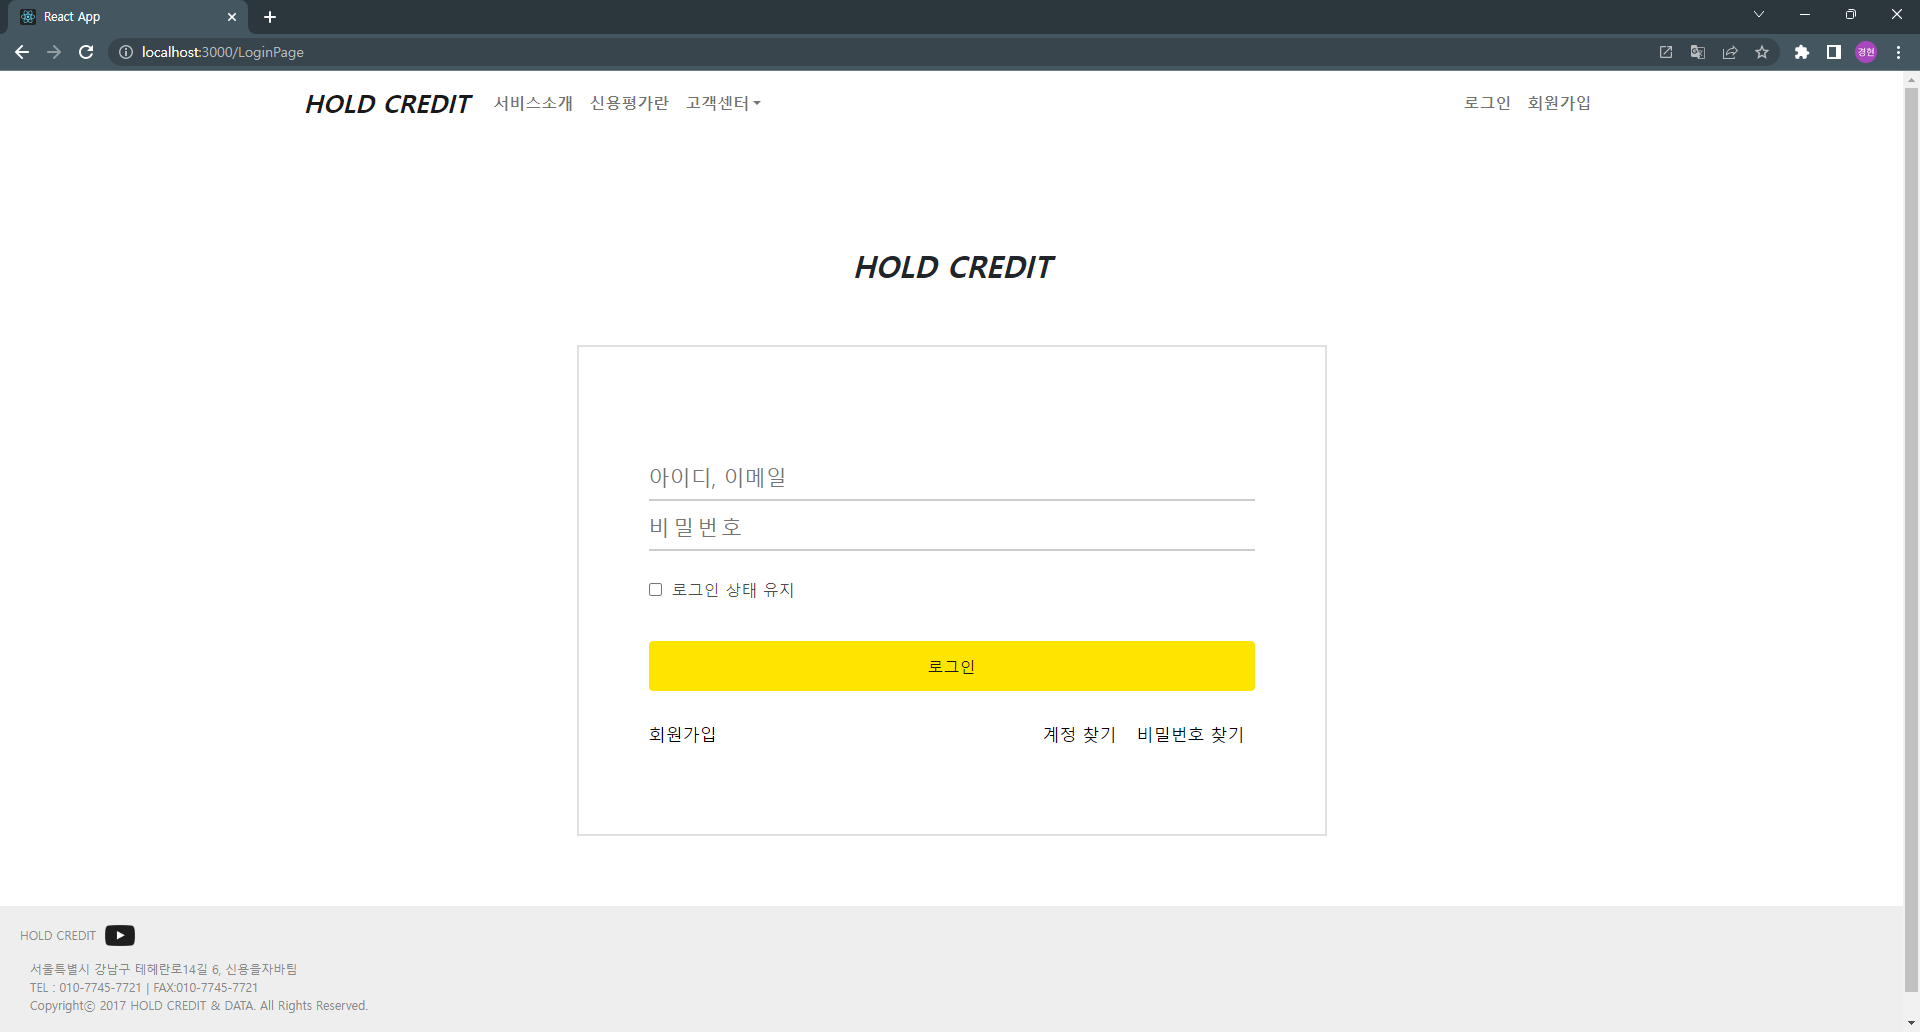 React App
localhost:3000/LoginPage
경현
HOLD CREDIT 서비스소개 신용평가란 고객센터 로그인 회원가입
HOLD CREDIT
아이디, 이메일
비밀번호
로그인 상태 유지
로그인
회원가입 계정 찾기 비밀번호 찾기
HOLD CREDIT
서울특별시 강남구 테헤란로14길 6, 신용을자바팀
TEL : 010-7745-7721 | FAX:010-7745-7721
Copyrightⓒ 2017 HOLD CREDIT & DATA. All Rights Reserved.